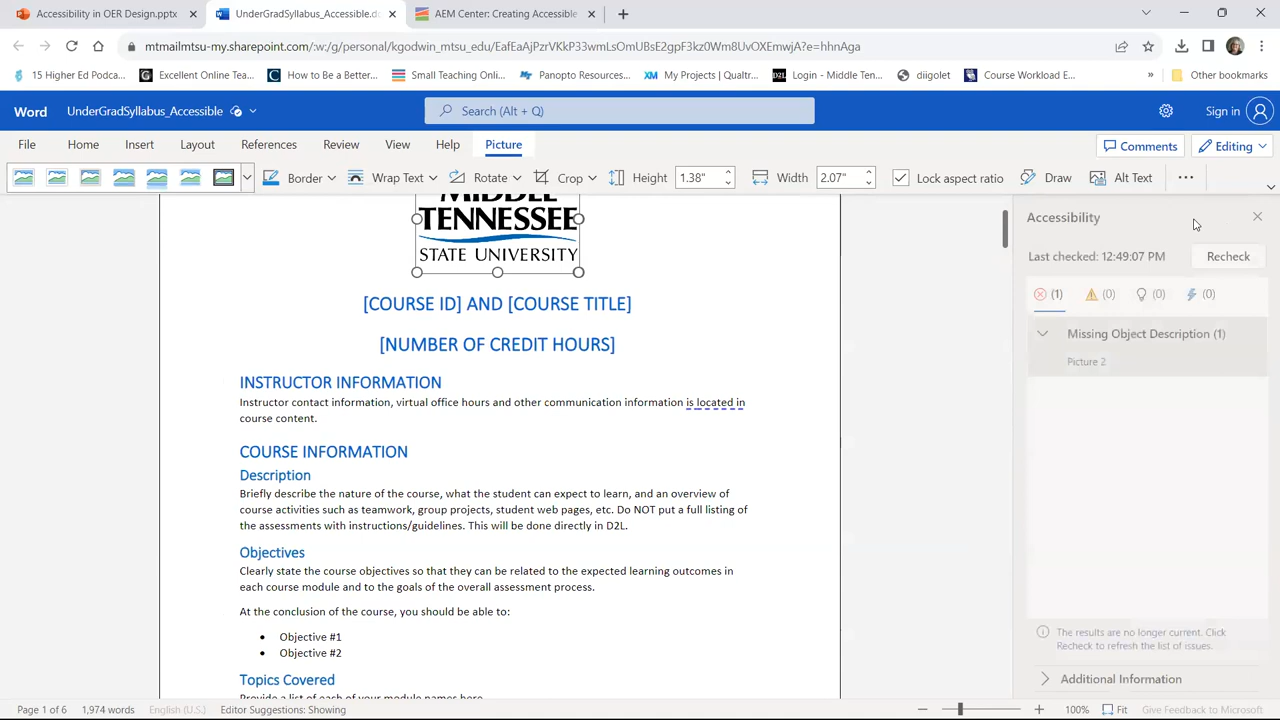 Accessibility in OER Design.pptx
UnderGradSyllabus_Accessible.do
AEM Center: Creating Accessible
mtmailmtsu-my.sharepoint.com/:w:/g/personal/kgodwin_mtsu_edu/EafEaAjPzrVKkP33wmLsOmUBsE2gpF3kz0Wm8UvOXEmwjA?e=hhnAga
15 Higher Ed Podca...
Excellent Online Tea...
How to Be a Better...
Small Teaching Onli...
Panopto Resources...
My Projects | Qualtr...
Login - Middle Ten...
diigolet
Course Workload E...
»
Other bookmarks
Word
UnderGradSyllabus_Accessible
Search (Alt + Q)
Sign in
File
Home
Insert
Layout
References
Review
View
Help
Picture
Comments
Editing
Border
Wrap Text
Rotate
Crop
Height
1.38"
Width
2.07"
Lock aspect ratio
Draw
Alt Text
MIDDLE
TENNESSEE
STATE UNIVERSITY
[COURSE ID] AND [COURSE TITLE]
[NUMBER OF CREDIT HOURS]
INSTRUCTOR INFORMATION
Instructor contact information, virtual office hours and other communication information is located in
course content.
COURSE INFORMATION
Description
Briefly describe the nature of the course, what the student can expect to learn, and an overview of
course activities such as teamwork, group projects, student web pages, etc. Do NOT put a full listing of
the assessments with instructions/guidelines. This will be done directly in D2L.
Objectives
Clearly state the course objectives so that they can be related to the expected learning outcomes in
each course module and to the goals of the overall assessment process.
At the conclusion of the course, you should be able to:
• Objective #1
• Objective #2
Topics Covered
Provide a list of each of your module names here
Accessibility
Last checked: 12:49:07 PM
Recheck
(1)
(0)
(0)
(0)
Missing Object Description (1)
Picture 2
The results are no longer current. Click
Recheck to refresh the list of issues.
Additional Information
Page 1 of 6
1,974 words
English (U.S.)
Editor Suggestions: Showing
100%
Fit
Give Feedback to Microsoft